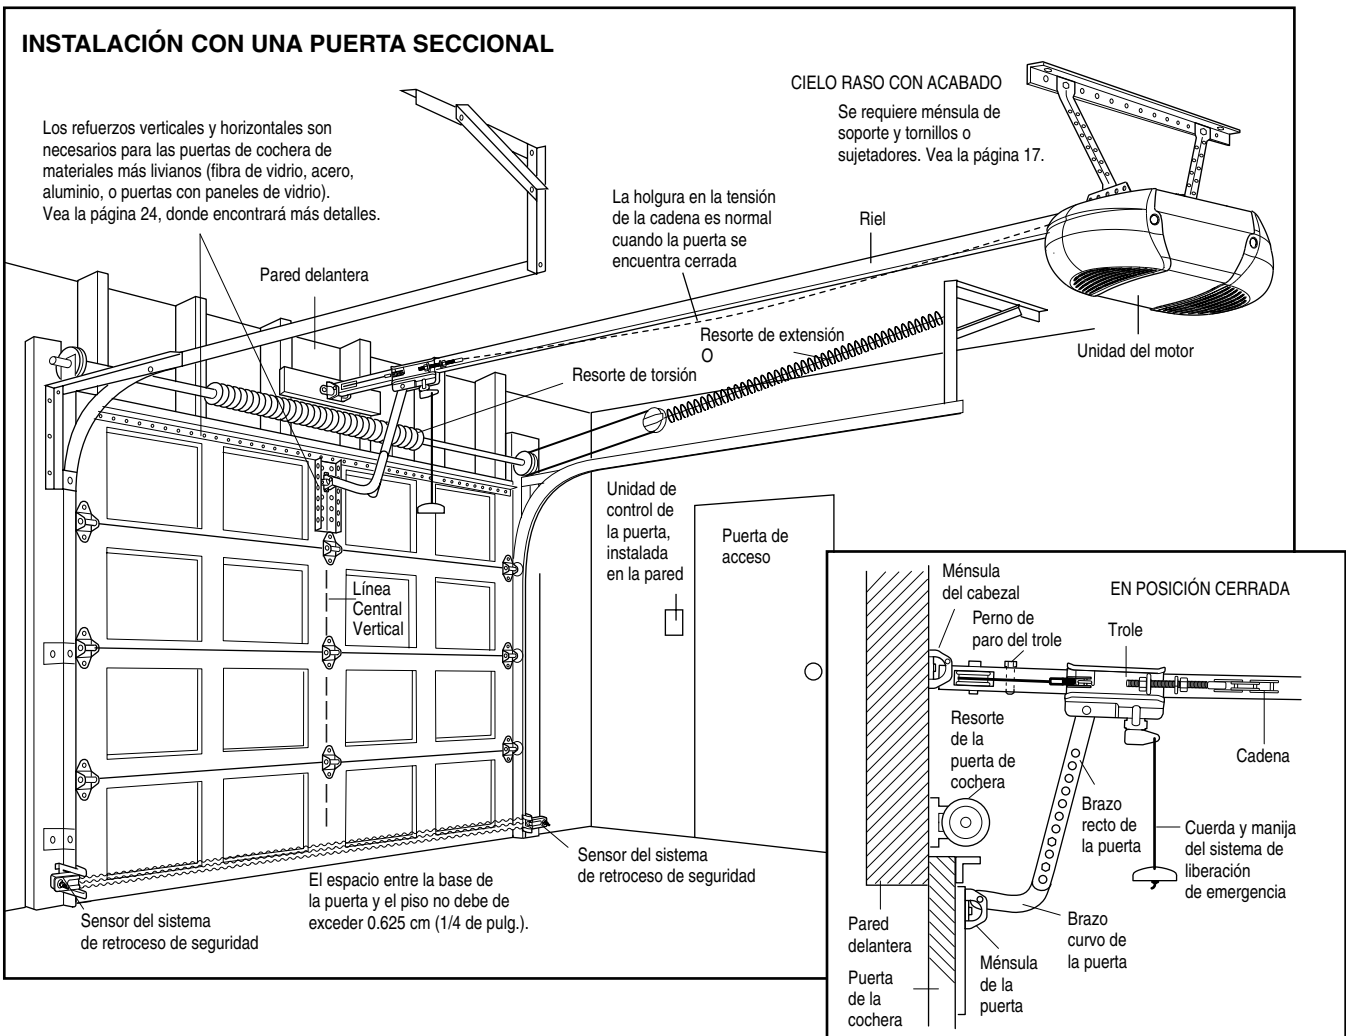 INSTALACIÓN CON UNA PUERTA SECCIONAL
Los refuerzos verticales y horizontales son
necesarios para las puertas de cochera de
materiales más livianos (fibra de vidrio, acero,
aluminio, o puertas con paneles de vidrio).
Vea la página 24, donde encontrará más detalles.
Pared delantera
CIELO RASO CON ACABADO
Se requiere ménsula de
soporte y tornillos o
sujetadores. Vea la página 17.
La holgura en la tensión
de la cadena es normal
cuando la puerta se
encuentra cerrada
Riel
Unidad del motor
Resorte de extensión
O
Resorte de torsión
Unidad de
control de
la puerta,
instalada
en la pared
Puerta de
acceso
Línea
Central
Vertical
Sensor del sistema
de retroceso de seguridad
El espacio entre la base de
la puerta y el piso no debe de
exceder 0.625 cm (1/4 de pulg.).
Sensor del sistema
de retroceso de seguridad
EN POSICIÓN CERRADA
Ménsula
del cabezal
Perno de
paro del trole
Trole
Resorte
de la
puerta de
cochera
Cadena
Brazo
recto de
la puerta
Cuerda y manija
del sistema de
liberación
de emergencia
Pared
delantera
Brazo
curvo de
la puerta
Ménsula
de la
puerta
Puerta
de la
cochera